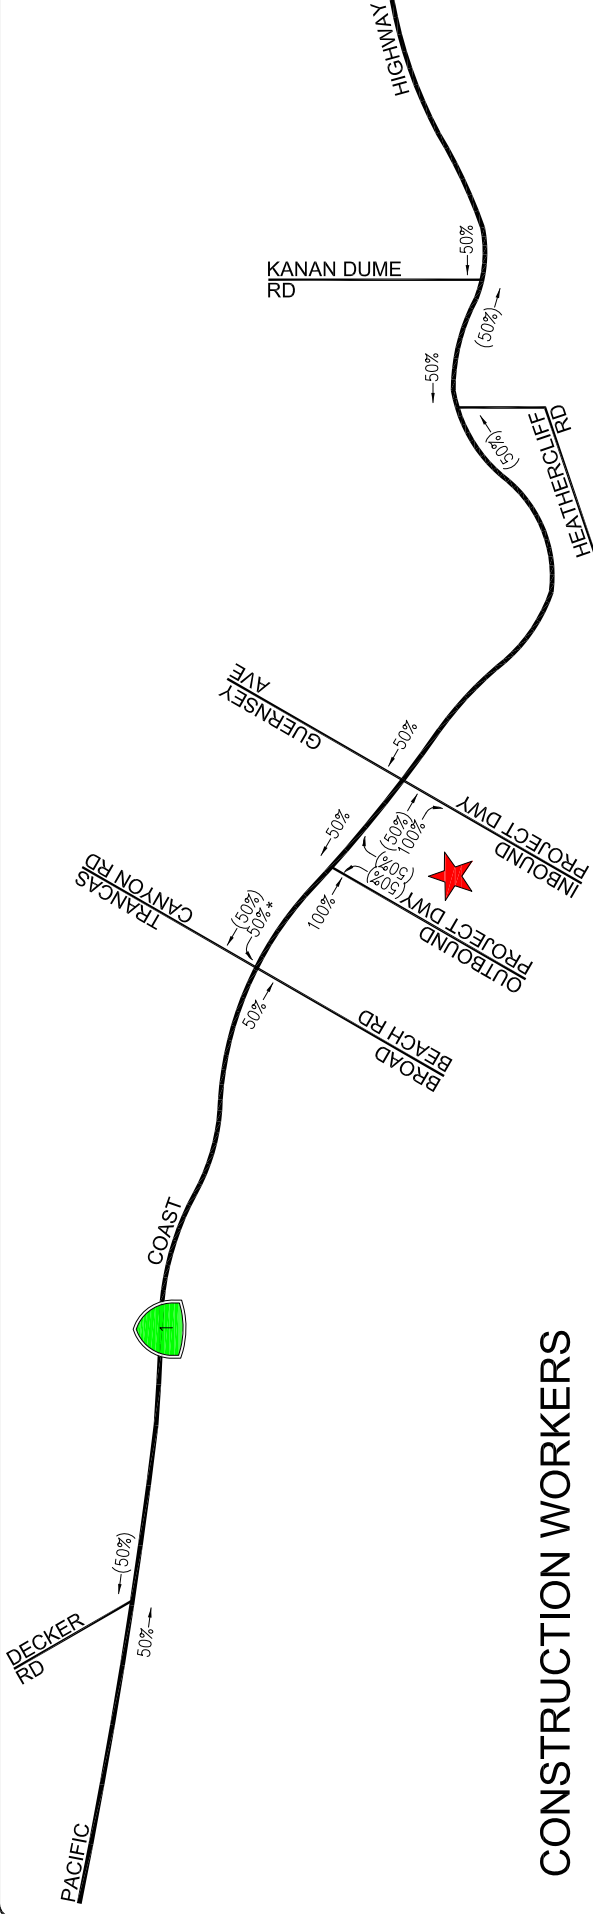 HIGHWAY
50%
KANAN DUME
RD
(50%)
50%
(50%)
HEATHERCLIFF
RD
GUERNSEY
AVE
50%
50%
(50%)
100%
50%
(50%)
INBOUND
PROJECT DWY
100%
OUTBOUND
PROJECT DWY
TRANCAS
CANYON RD
(50%)
50%*
50%
BROAD
BEACH RD
COAST
1
(50%)
DECKER
RD
50%
PACIFIC
CONSTRUCTION WORKERS